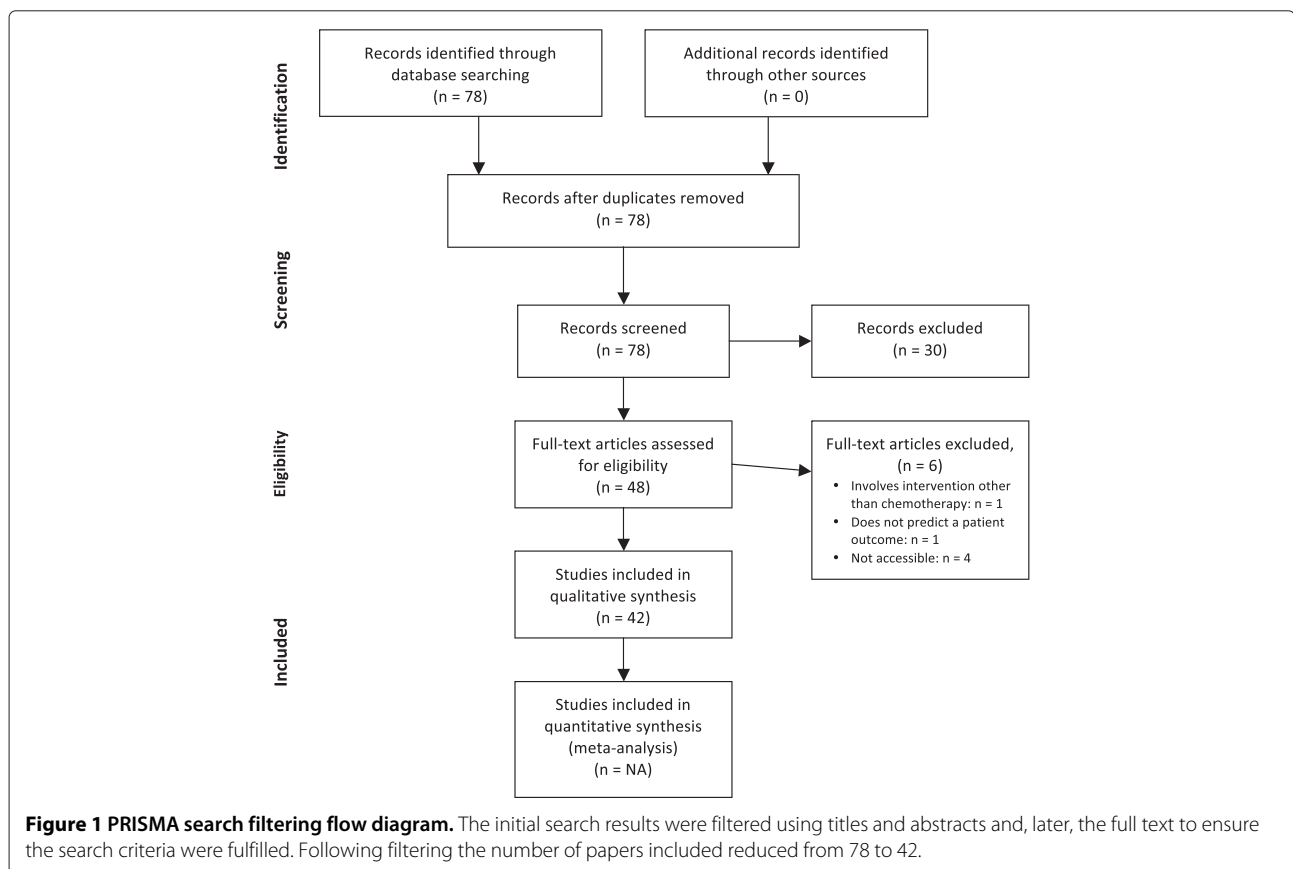 Identification
Records identified through
database searching
(n = 78)
Additional records identified
through other sources
(n = 0)
Records after duplicates removed
(n = 78)
Screening
Records screened
(n = 78)
Records excluded
(n = 30)
Eligibility
Full-text articles assessed
for eligibility
(n = 48)
Full-text articles excluded,
(n = 6)
• Involves intervention other
than chemotherapy: n = 1
• Does not predict a patient
outcome: n = 1
• Not accessible: n = 4
Included
Studies included in
qualitative synthesis
(n = 42)
Studies included in
quantitative synthesis
(meta-analysis)
(n = NA)
Figure 1 PRISMA search filtering flow diagram. The initial search results were filtered using titles and abstracts and, later, the full text to ensure
the search criteria were fulfilled. Following filtering the number of papers included reduced from 78 to 42.